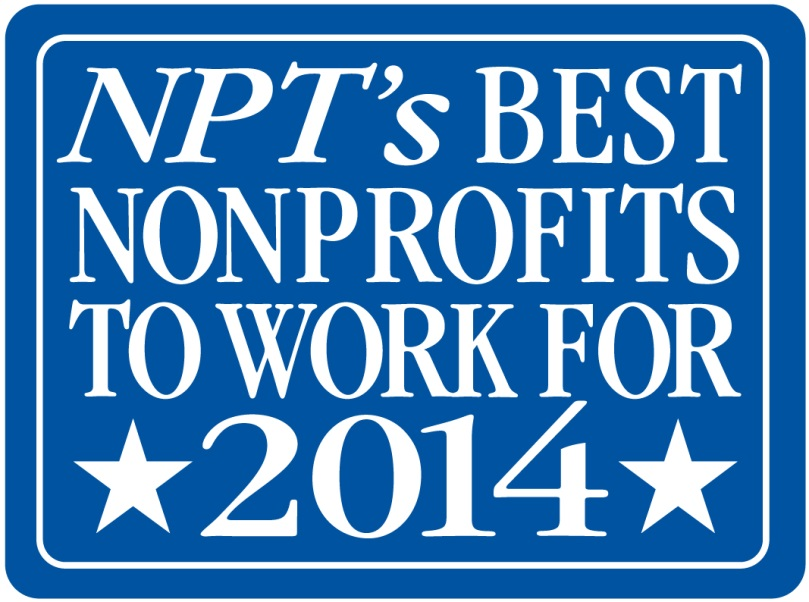 NPT's BEST
NONPROFITS
TO WORK FOR
2014